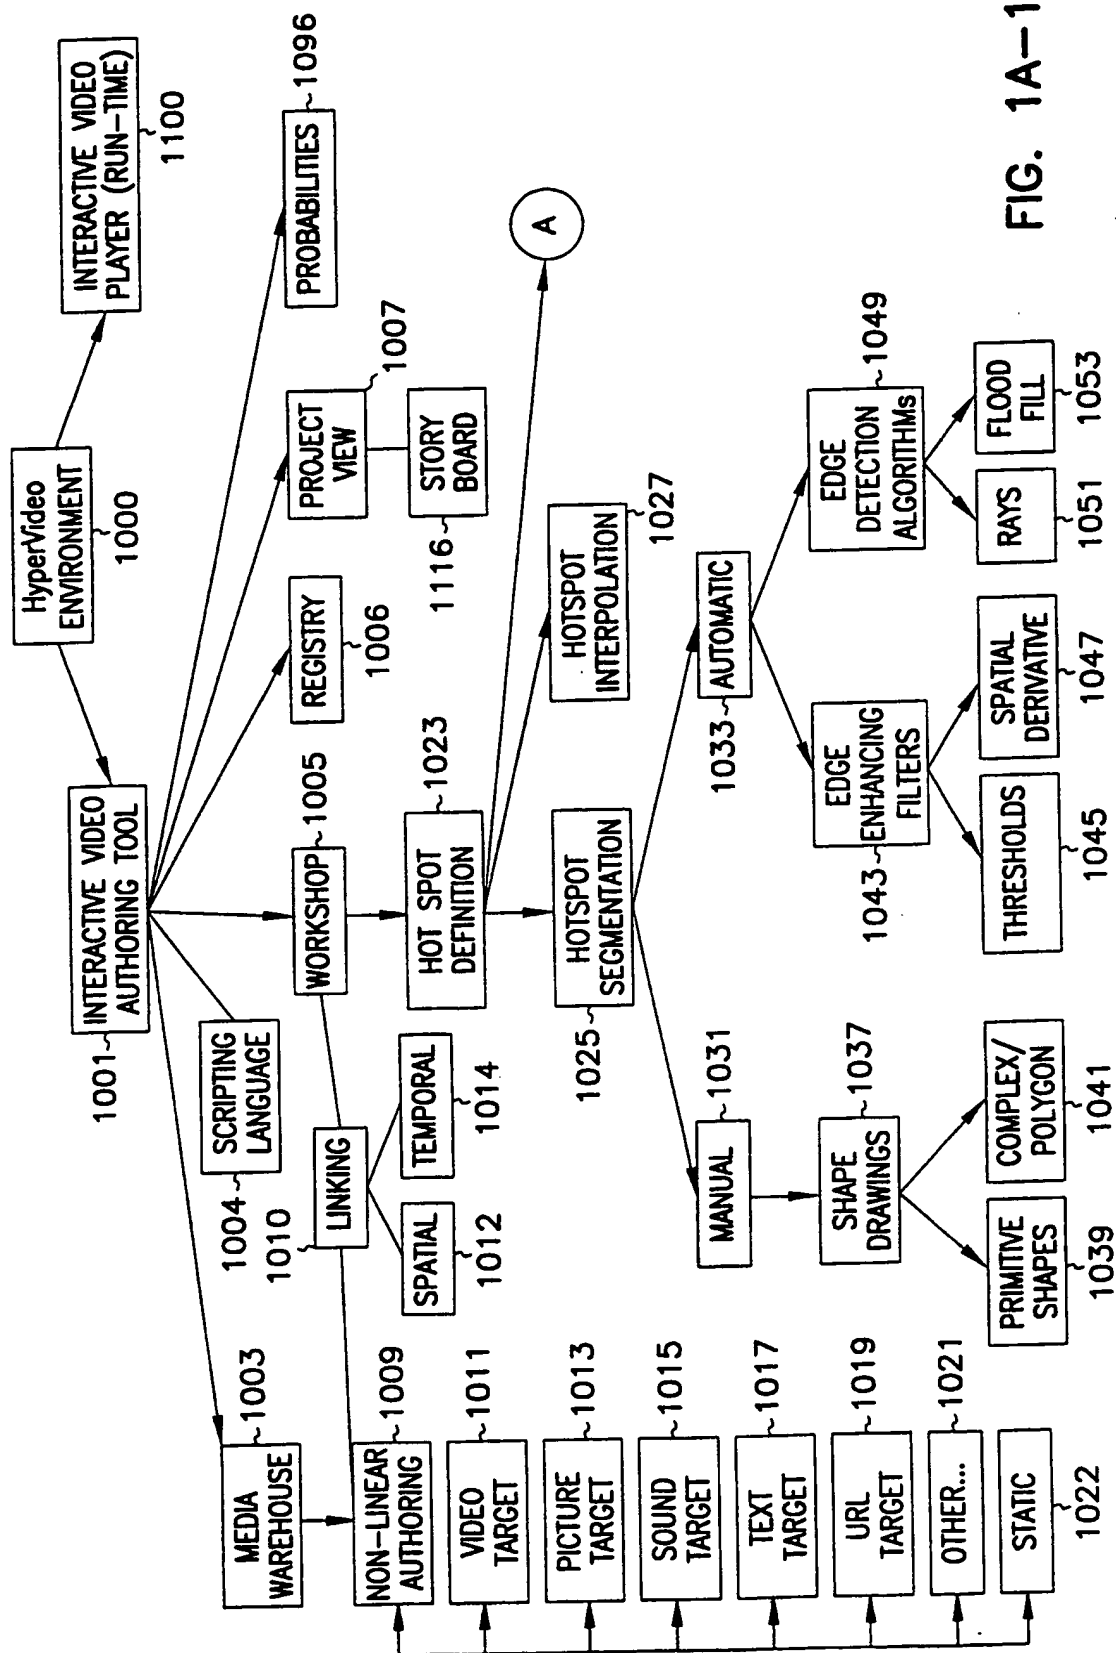 HyperVideo
ENVIRONMENT
1000
INTERACTIVE VIDEO
PLAYER (RUN-TIME)
1100
INTERACTIVE VIDEO
AUTHORING TOOL
1001
MEDIA
WAREHOUSE
1003
SCRIPTING
LANGUAGE
1004
WORKSHOP
1005
REGISTRY
1006
PROJECT
VIEW
1007
PROBABILITIES
1096
STORY
BOARD
1116
LINKING
1010
SPATIAL
1012
TEMPORAL
1014
NON-LINEAR
AUTHORING
1009
VIDEO
TARGET
1011
PICTURE
TARGET
1013
SOUND
TARGET
1015
TEXT
TARGET
1017
URL
TARGET
1019
OTHER...
1021
STATIC
1022
HOT SPOT
DEFINITION
1023
HOTSPOT
SEGMENTATION
1025
HOTSPOT
INTERPOLATION
1027
A
MANUAL
1031
AUTOMATIC
1033
SHAPE
DRAWINGS
1037
PRIMITIVE
SHAPES
1039
COMPLEX/
POLYGON
1041
EDGE
ENHANCING
FILTERS
1043
THRESHOLDS
1045
SPATIAL
DERIVATIVE
1047
EDGE
DETECTION
ALGORITHMs
1049
RAYS
1051
FLOOD
FILL
1053
FIG. 1A-1